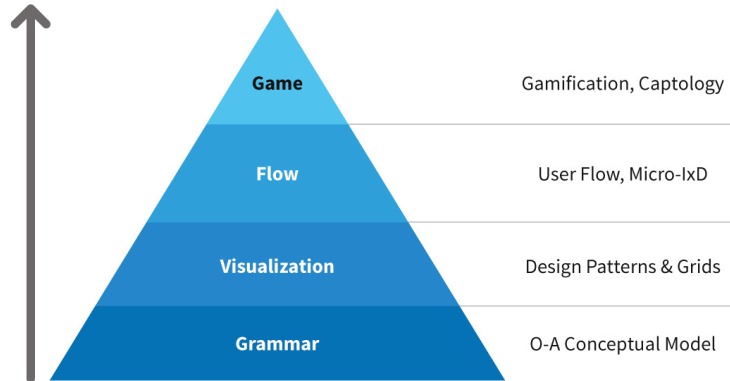 Game
Gamification, Captology
Flow
User Flow, Micro-IxD
Visualization
Design Patterns & Grids
Grammar
O-A Conceptual Model